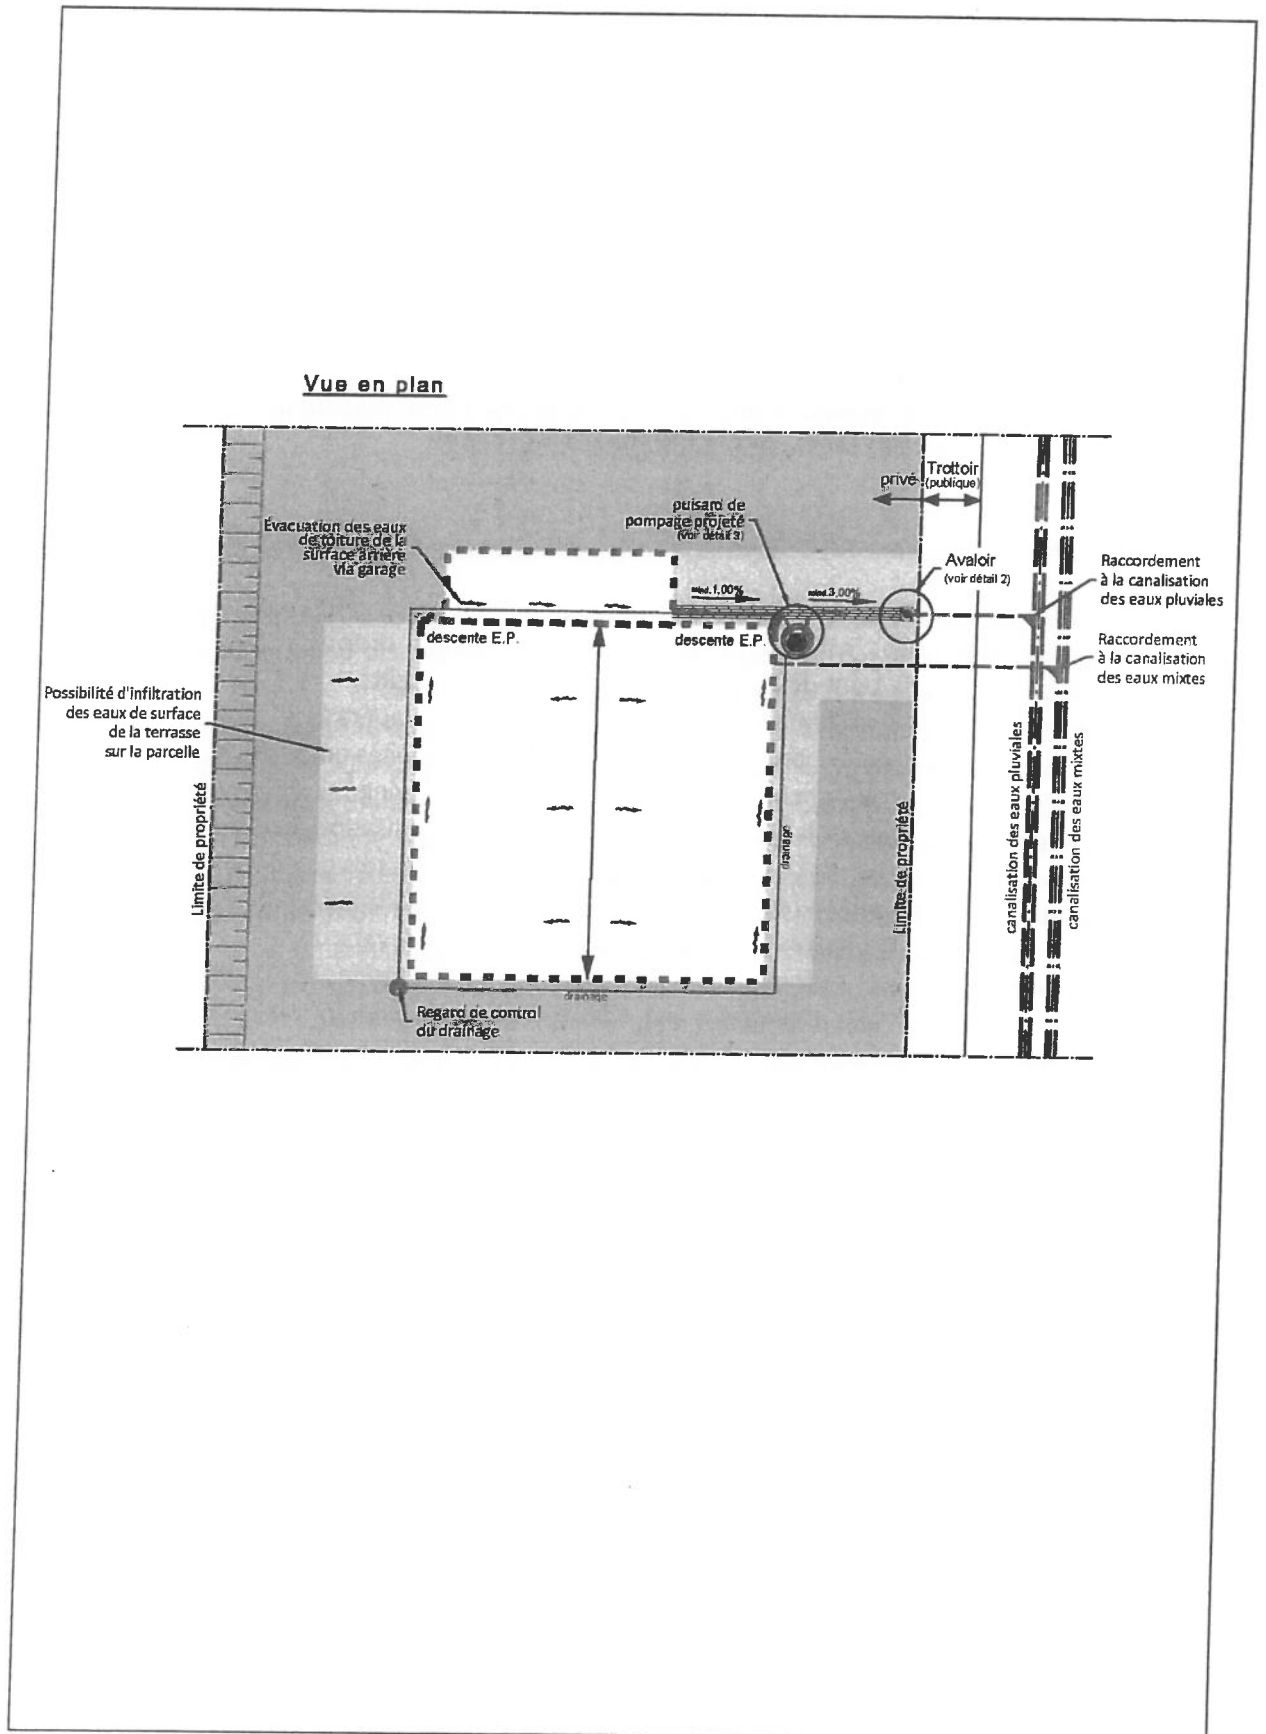 Vue en plan
privé
Trottoir
(publique)
puisard de
pompage projeté
(voir détail 3)
Évacuation des eaux
de toiture de la
surface arrière
via garage
Avaloir
(voir détail 2)
Raccordement
à la canalisation
des eaux pluviales
mind.1,00%
mind.3,00%
descente E.P.
descente E.P.
Raccordement
à la canalisation
des eaux mixtes
Possibilité d'infiltration
des eaux de surface
de la terrasse
sur la parcelle
Limite de propriété
drainage
Limite de propriété
canalisation des eaux pluviales
canalisation des eaux mixtes
drainage
Regard de control
du drainage